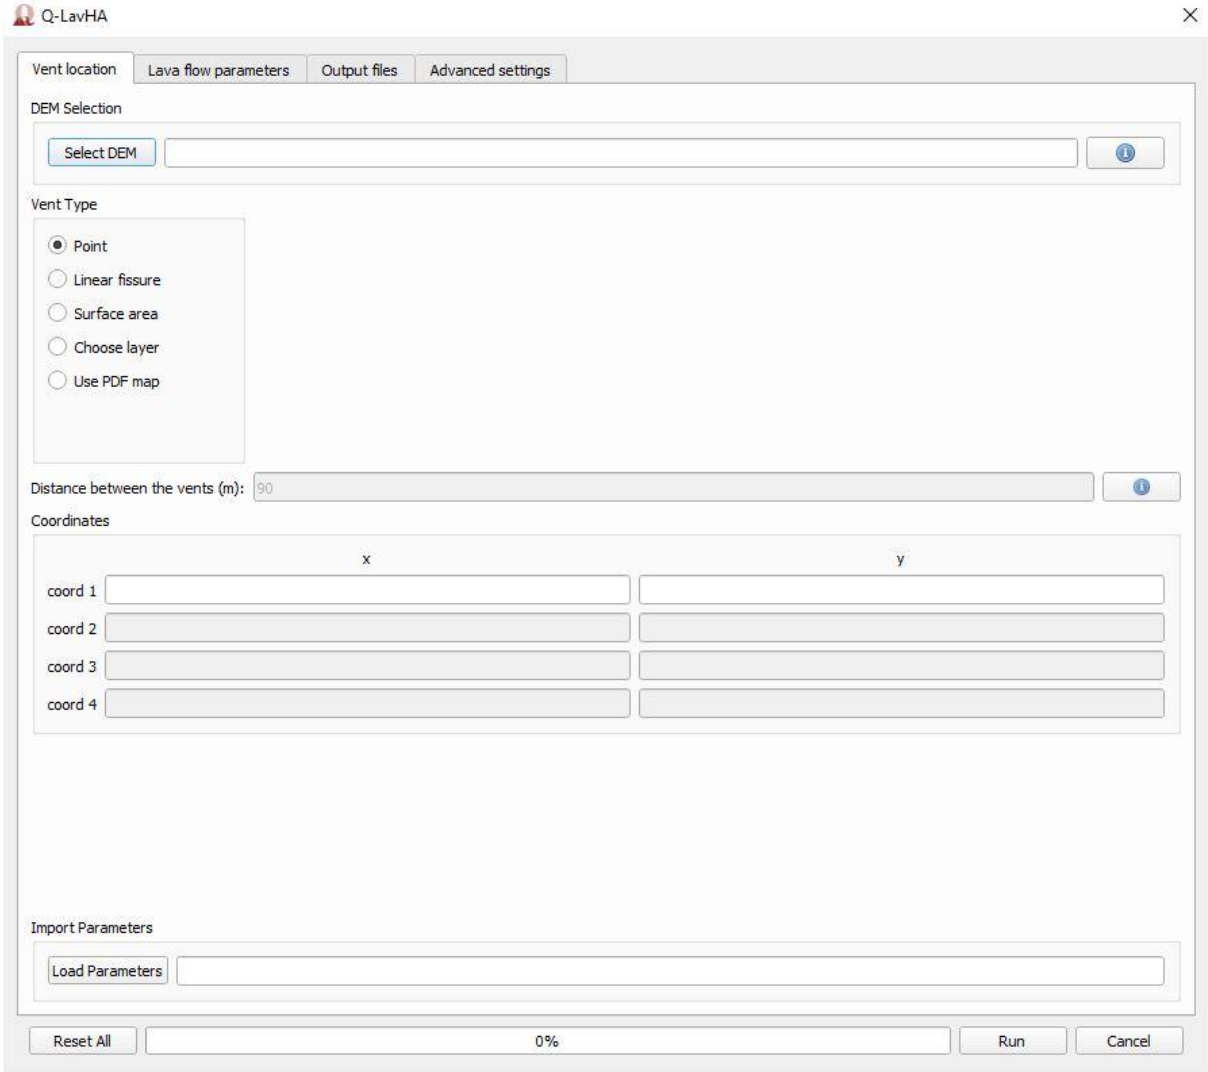 Q-LavHA
Vent location Lava flow parameters Output files Advanced settings
DEM Selection
Select DEM
Vent Type
Point
Linear fissure
Surface area
Choose layer
Use PDF map
Distance between the vents (m): 90
Coordinates
x y
coord 1
coord 2
coord 3
coord 4
Import Parameters
Load Parameters
Reset All 0% Run Cancel